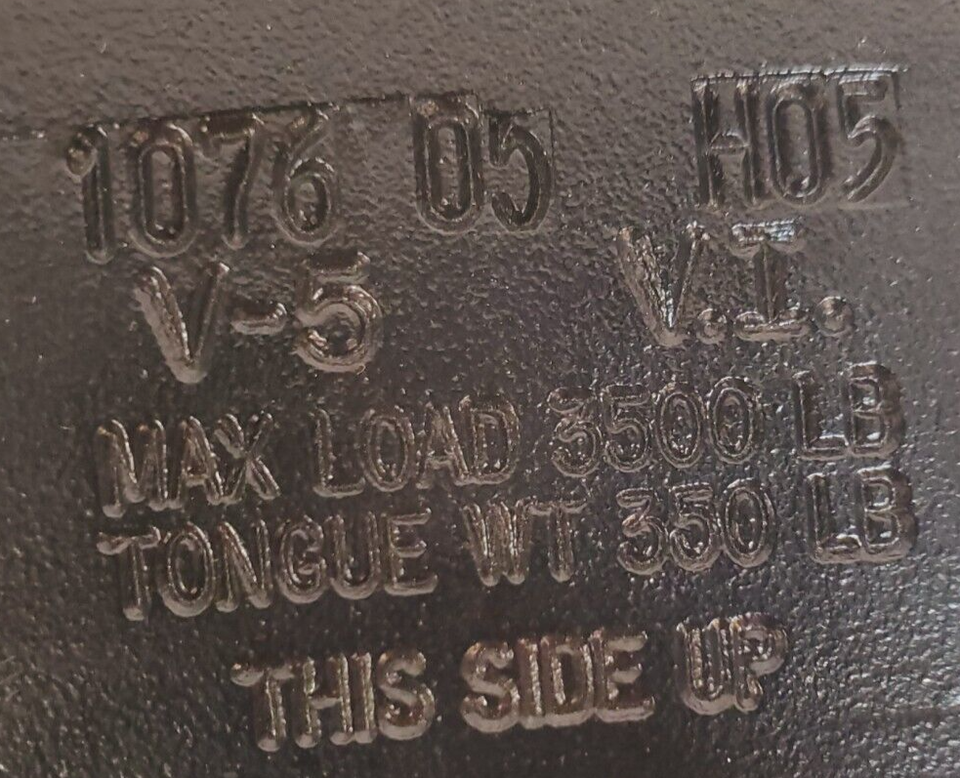 1076 05 H05
V-5 V.I.
MAX LOAD 3500 LB
TONGUE WT 350 LB
THIS SIDE UP